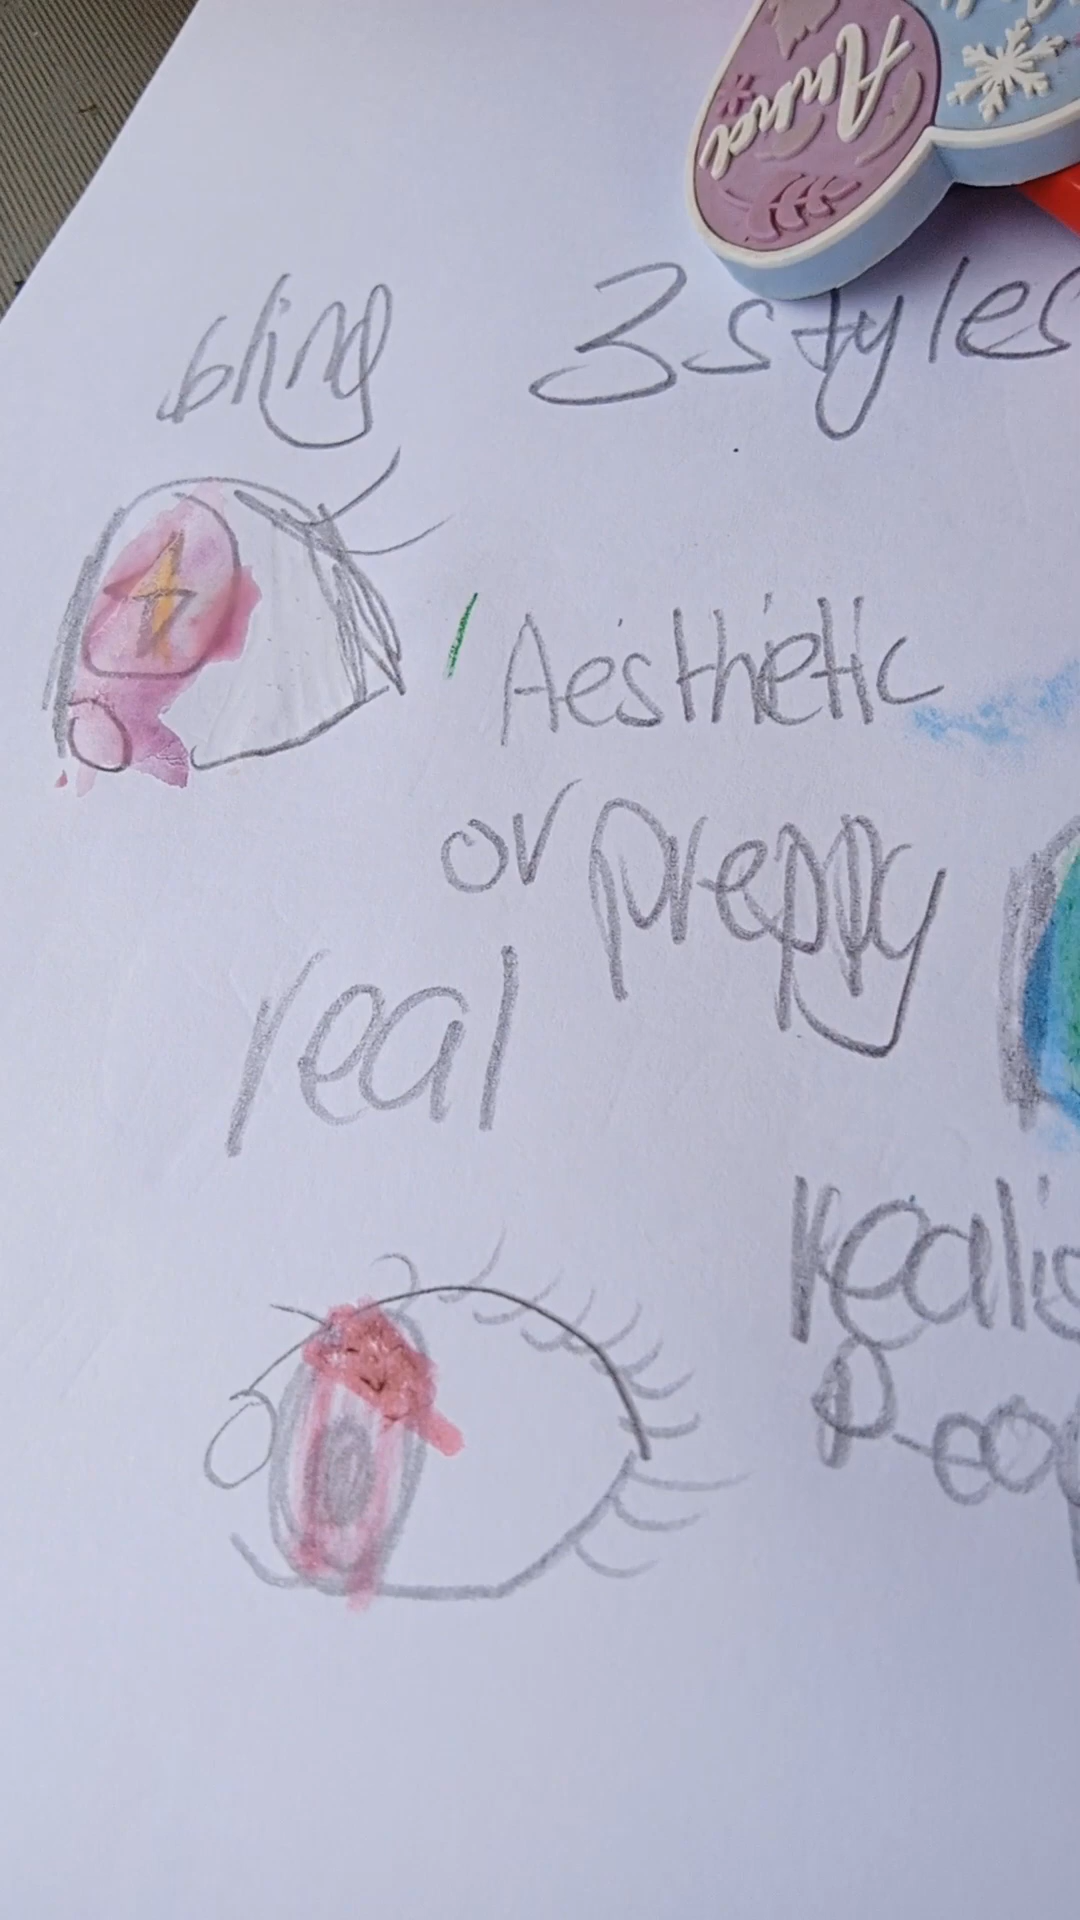 Anna
bling
3 styles
Aesthetic
or preppy
real